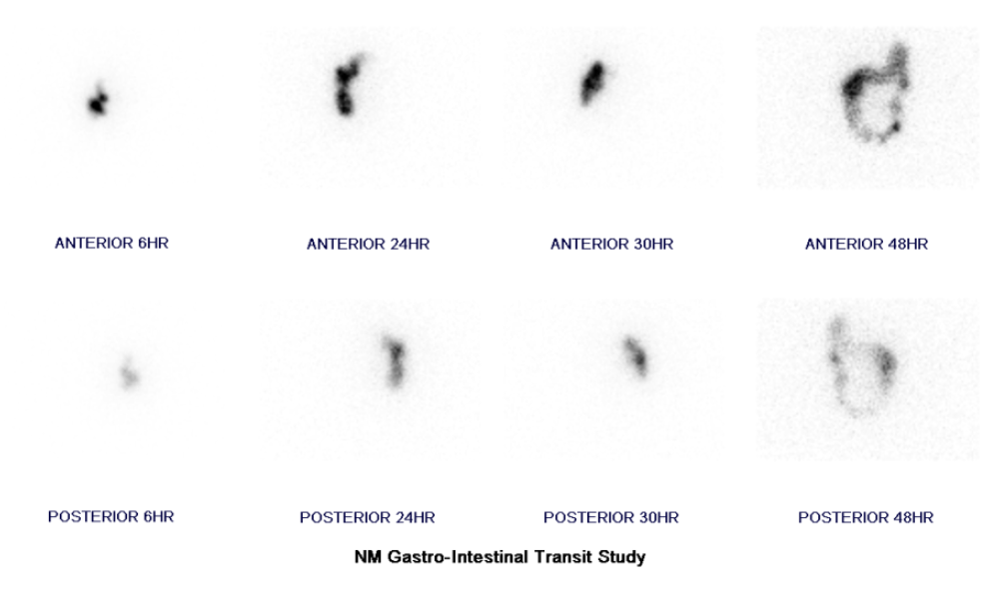 ANTERIOR 6HR
ANTERIOR 24HR
ANTERIOR 30HR
ANTERIOR 48HR
POSTERIOR 6HR
POSTERIOR 24HR
POSTERIOR 30HR
POSTERIOR 48HR
NM Gastro-Intestinal Transit Study